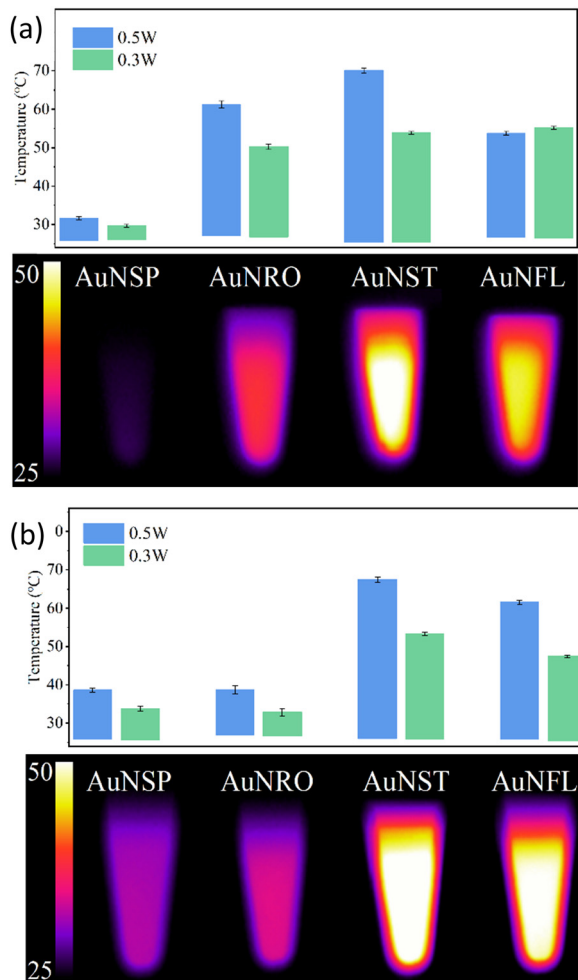 (a)
0.5W
0.3W
Temperature (°C)
70
60
50
40
30
50
25
AuNSP AuNRO AuNST AuNFL
(b)
0.5W
0.3W
Temperature (°C)
0
70
60
50
40
30
50
25
AuNSP AuNRO AuNST AuNFL